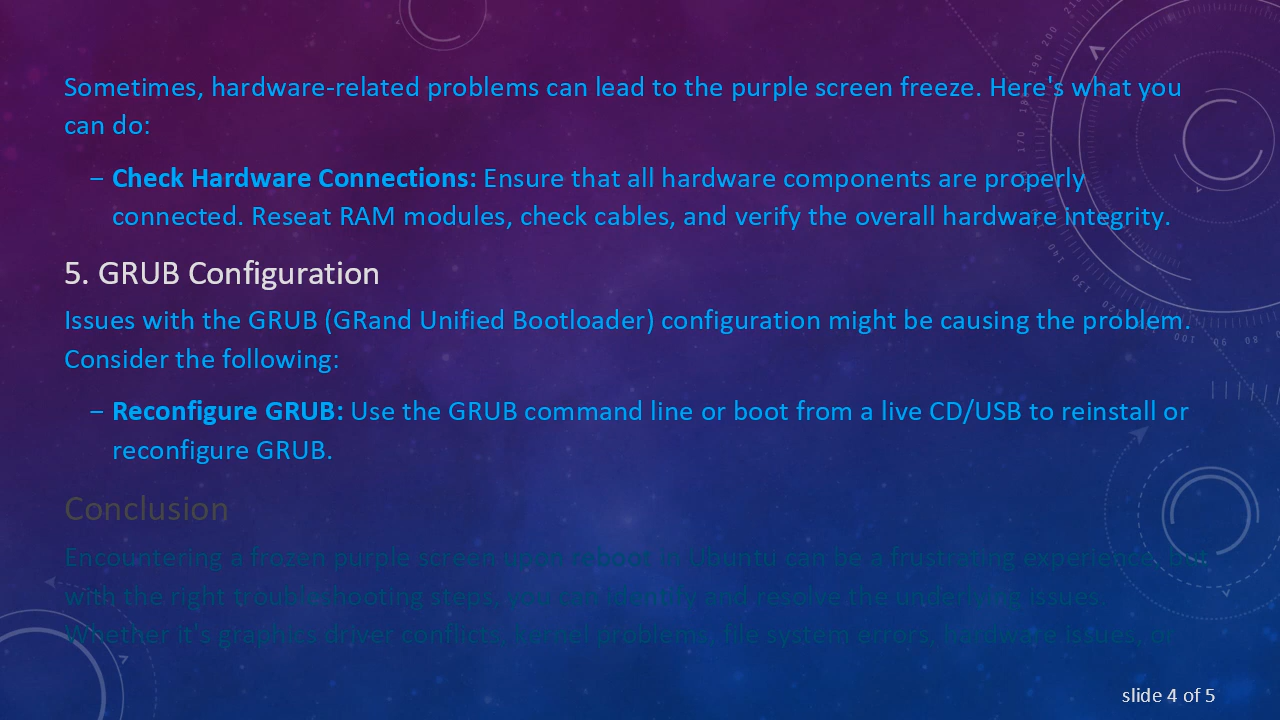 Sometimes, hardware-related problems can lead to the purple screen freeze. Here's what you
can do:
– Check Hardware Connections: Ensure that all hardware components are properly
connected. Reseat RAM modules, check cables, and verify the overall hardware integrity.
5. GRUB Configuration
Issues with the GRUB (GRand Unified Bootloader) configuration might be causing the problem.
Consider the following:
– Reconfigure GRUB: Use the GRUB command line or boot from a live CD/USB to reinstall or
reconfigure GRUB.
Conclusion
Encountering a frozen purple screen upon reboot in Ubuntu can be a frustrating experience, but
with the right troubleshooting steps, you can identify and resolve the underlying issues.
Whether it's graphics driver conflicts, kernel problems, file system errors, hardware issues, or
slide 4 of 5